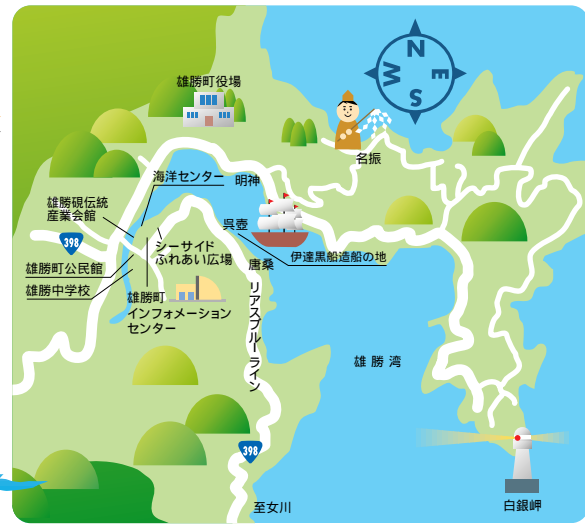 N
W
E
S
雄勝町役場
名振
海洋センター
明神
雄勝硯伝統
産業会館
呉壺
398
シーサイド
ふれあい広場
伊達黒船造船の地
雄勝町公民館
唐桑
雄勝中学校
雄勝町
インフォメーション
センター
リアスブルーライン
雄勝湾
398
白銀岬
至女川